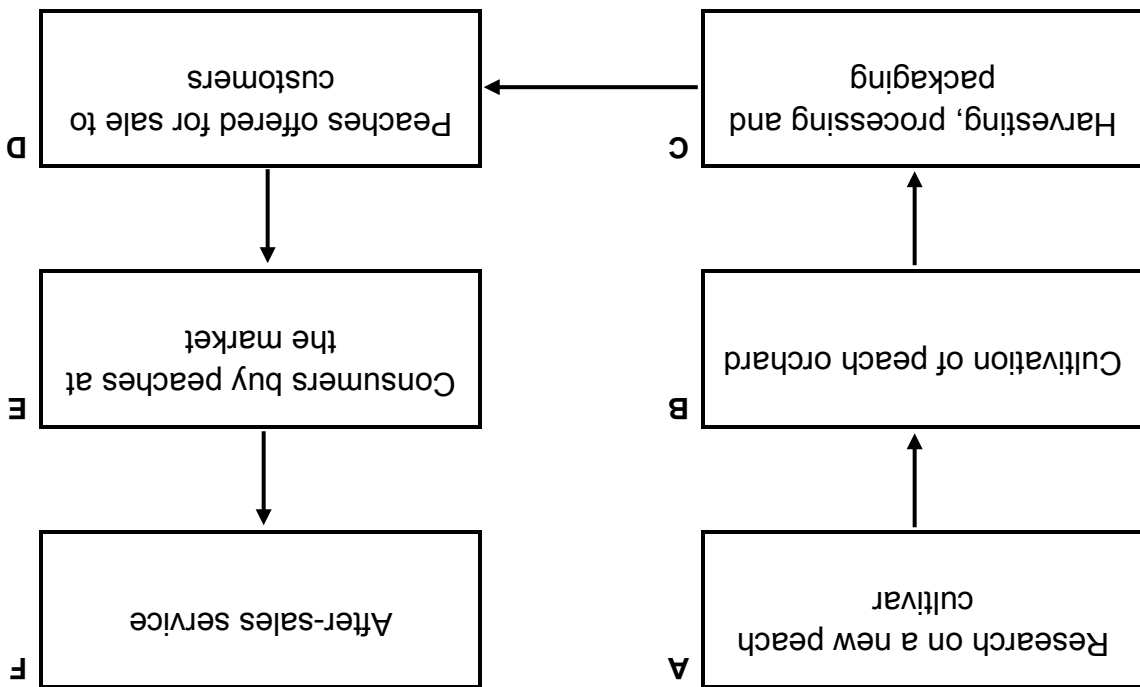 A
Research on a new peach
cultivar
B
Cultivation of peach orchard
C
Harvesting, processing and
packaging
D
Peaches offered for sale to
customers
E
Consumers buy peaches at
the market
F
After-sales service